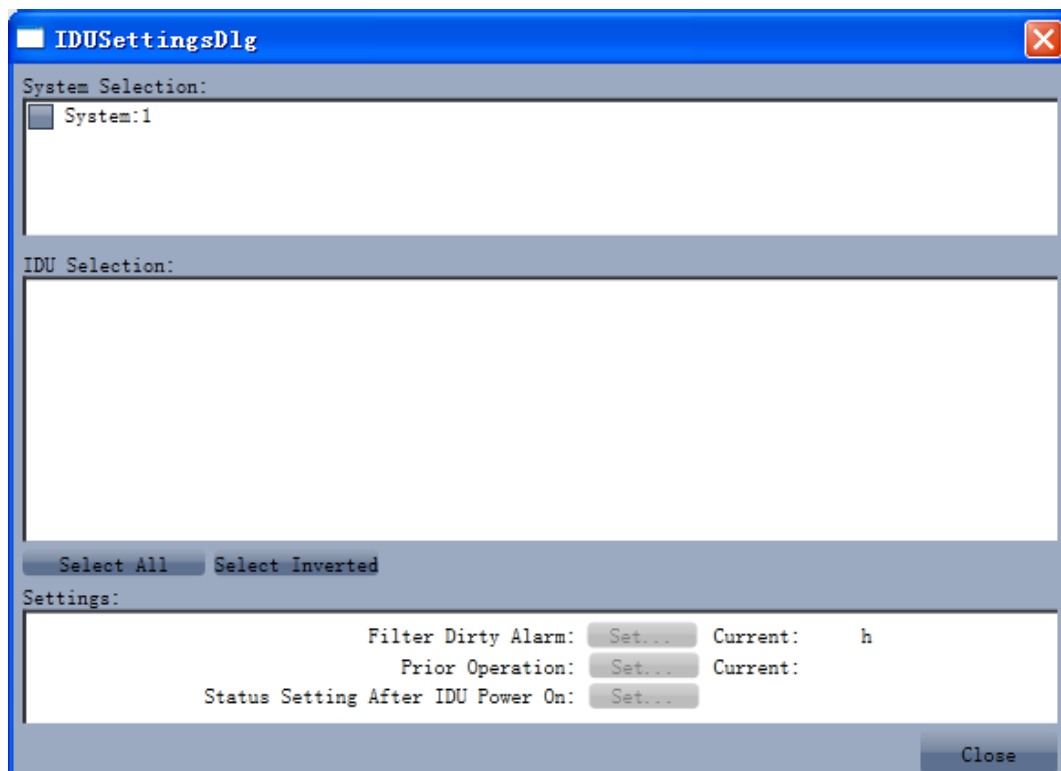 IDUSettingsDlg
System Selection:
System:1
IDU Selection:
Select All Select Inverted
Settings:
Filter Dirty Alarm: Set... Current: h
Prior Operation: Set... Current:
Status Setting After IDU Power On: Set...
Close